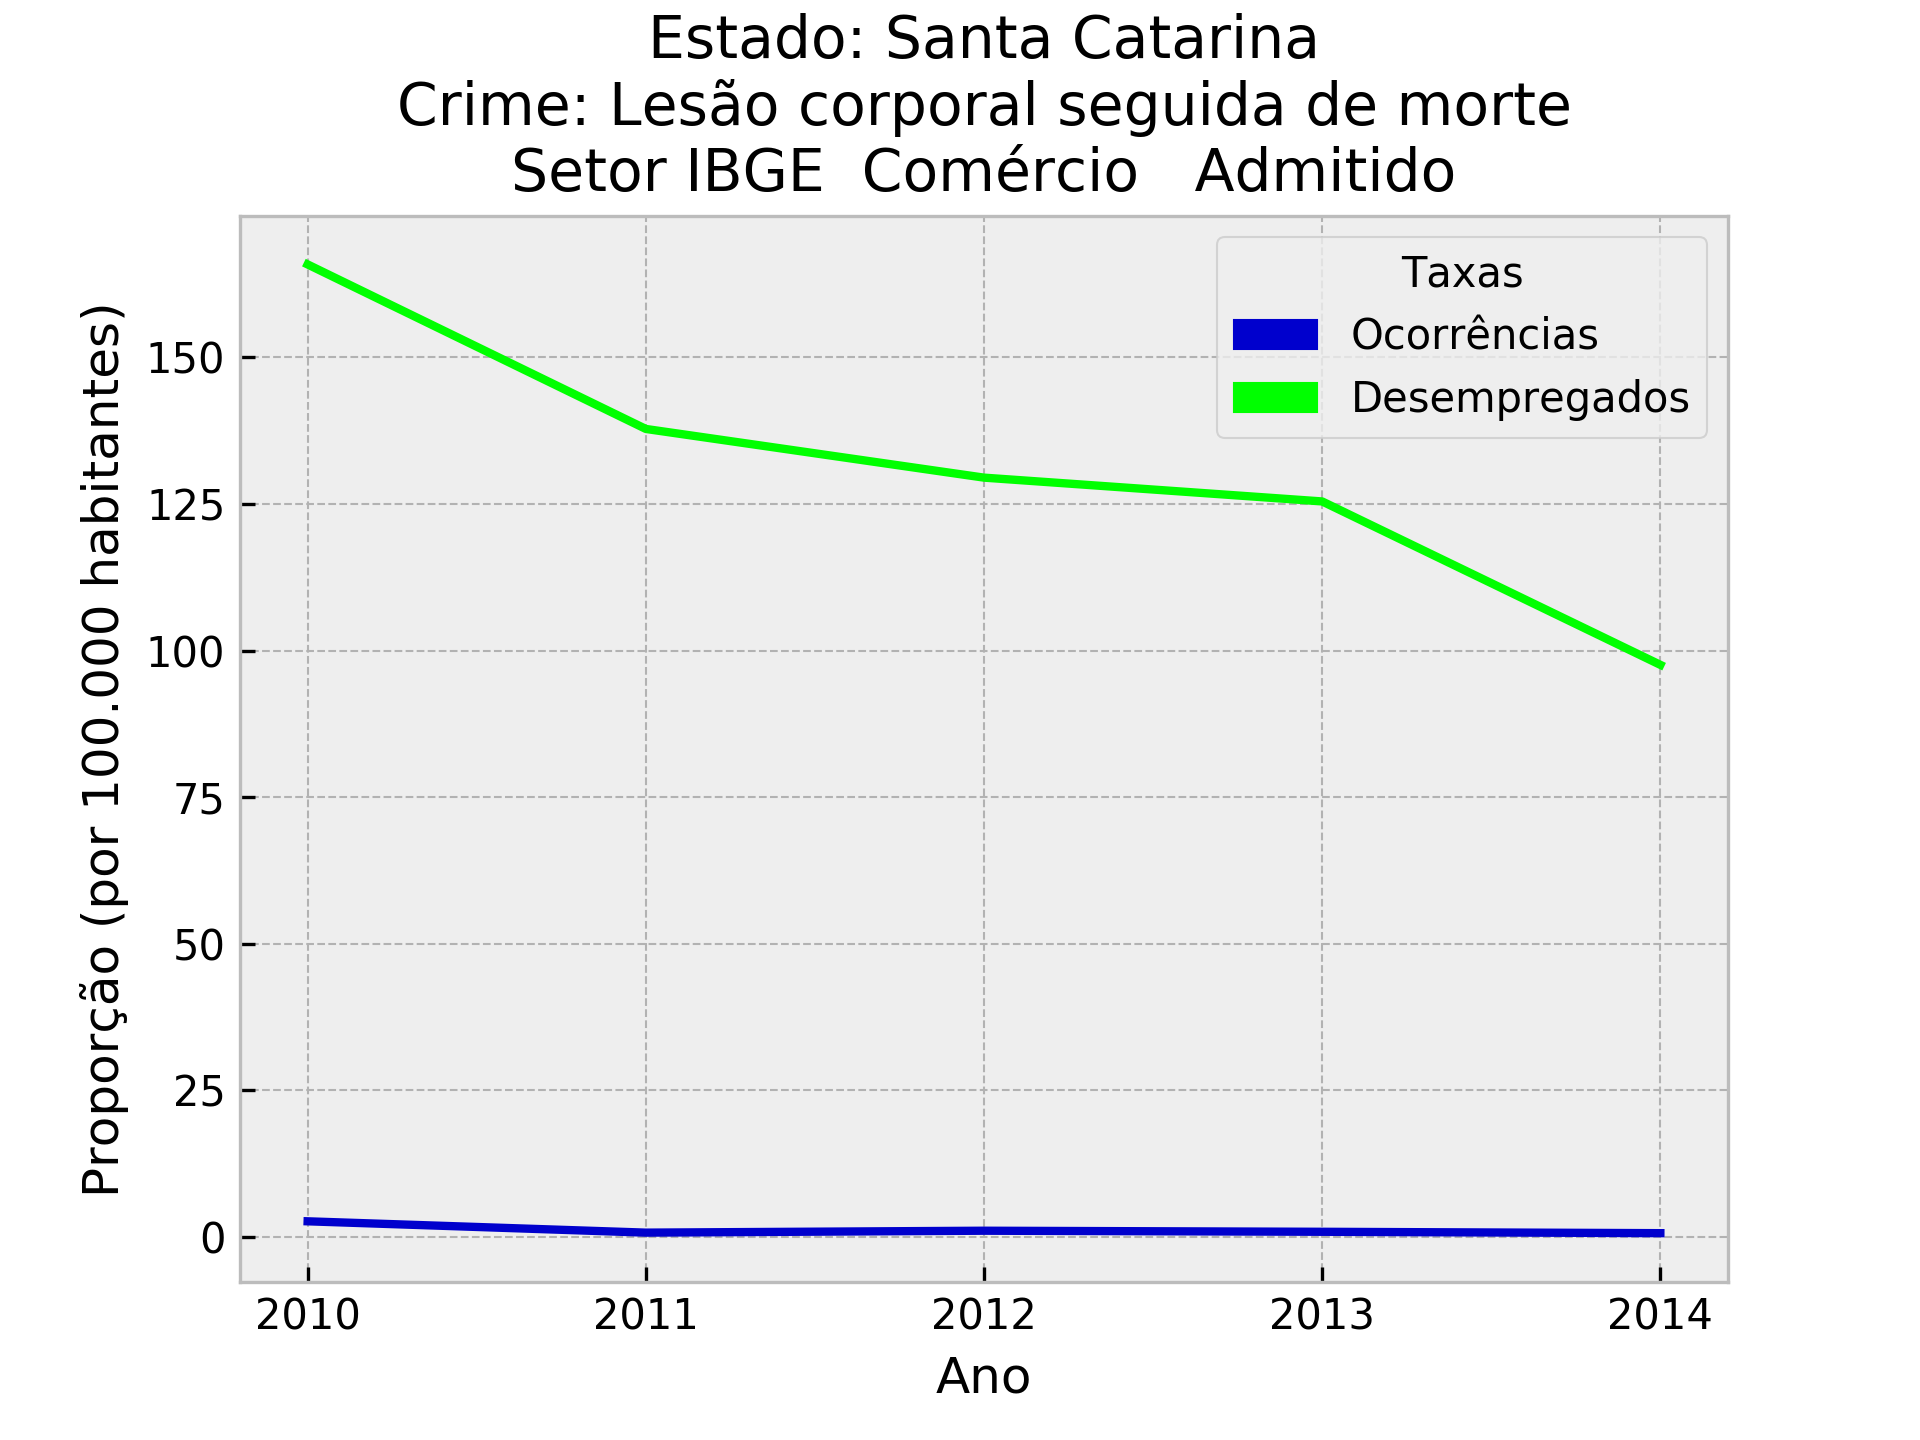 Estado: Santa Catarina
Crime: Lesão corporal seguida de morte
Setor IBGE  Comércio   Admitido
Taxas
Ocorrências
Desempregados
Proporção (por 100.000 habitantes)
150
125
100
75
50
25
0
2010 2011 2012 2013 2014
Ano